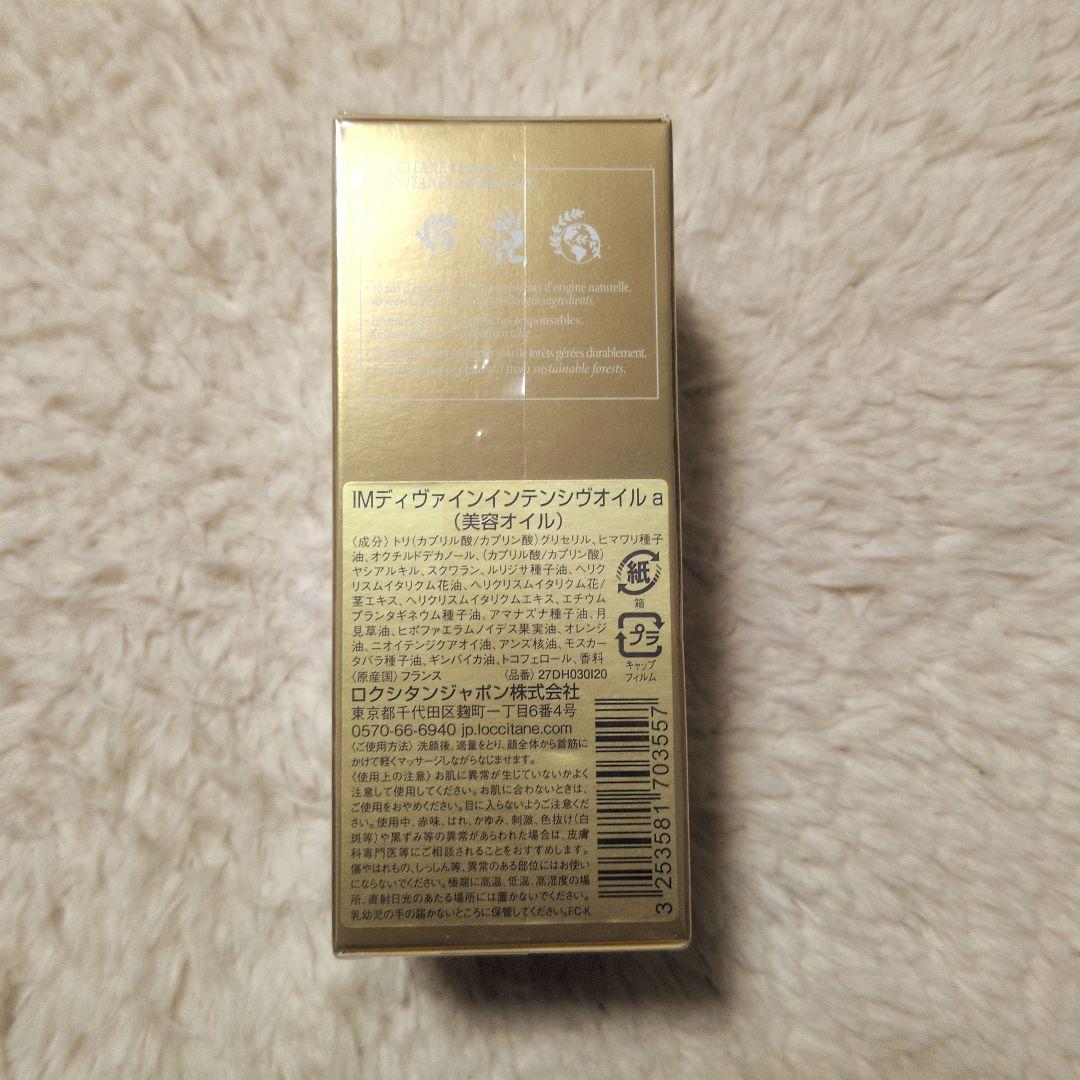 d'origine naturelle.
origin ingredients.
responsables.
de forêts gérées durablement.
from sustainable forests.
IMディヴァインインテンシヴオイル a
(美容オイル)
〈成分〉トリ(カプリル酸/カプリン酸)グリセリル、ヒマワリ種子
油、オクチルドデカノール、(カプリル酸/カプリン酸)
ヤシアルキル、スクワラン、ルリジサ種子油、ヘリク
リスムイタリクム花油、ヘリクリスムイタリクム花/
茎エキス、ヘリクリスムイタリクムエキス、エチウム
プランタギネウム種子油、アマナズナ種子油、月
見草油、ヒポファエラムノイデス果実油、オレンジ
油、ニオイテンジクアオイ油、アンズ核油、モスカー
タバラ種子油、ギンバイカ油、トコフェロール、香料
〈原産国〉フランス 〈品番〉27DH030I20
紙
箱
プラ
キャップ
フィルム
ロクシタンジャポン株式会社
東京都千代田区麹町一丁目6番4号
0570-66-6940 jp.loccitane.com
〈ご使用方法〉洗顔後、適量をとり、顔全体から首筋に
かけて軽くマッサージしながらなじませます。
〈使用上の注意〉お肌に異常が生じていないかよく
注意して使用してください。お肌に合わないときは、
ご使用をおやめください。目に入らないようご注意くだ
さい。使用中、赤味、はれ、かゆみ、刺激、色抜け(白
斑等)や黒ずみ等の異常があらわれた場合は、皮膚
科専門医等にご相談されることをおすすめします。
傷やはれもの、しっしん等、異常のある部位にはお使い
にならないでください。極端に高温、低温、高湿度の場
所、直射日光のあたる場所には置かないでください。
乳幼児の手の届かないところに保管してください。FC-K
3 253581 703557